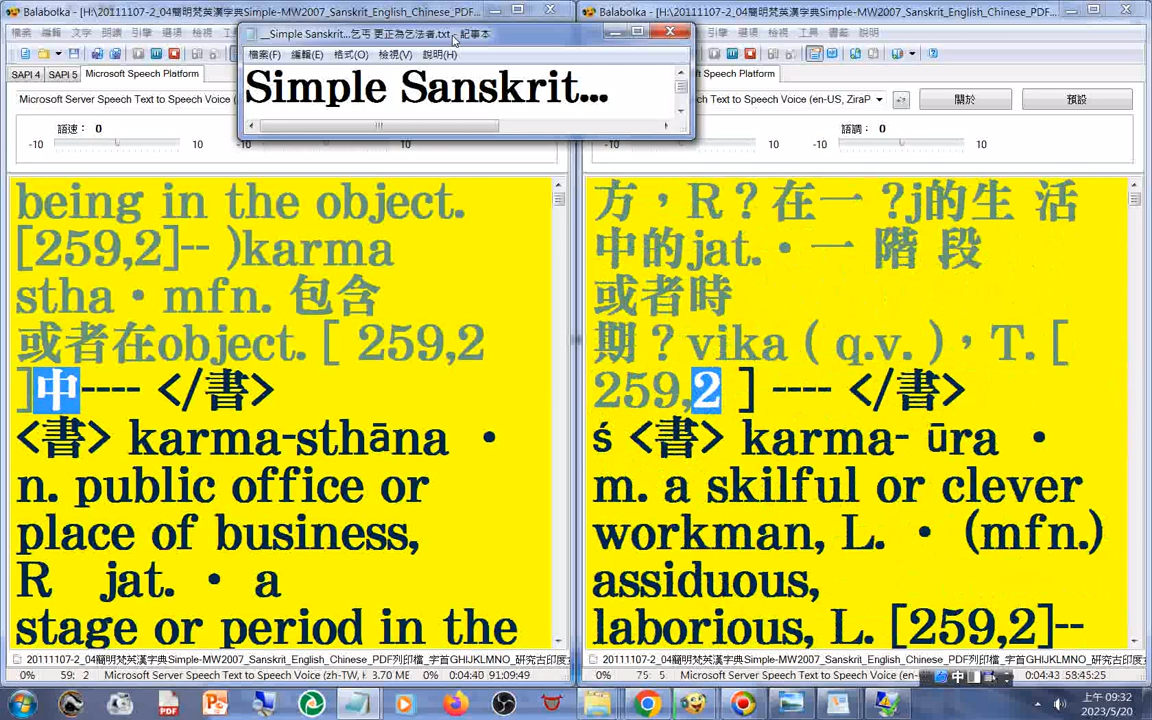 Balabolka - [H:\20111107-2_04簡明梵英漢字典Simple-MW2007_Sanskrit_English_Chinese_PDF...
Balabolka - [H:\20111107-2_04簡明梵英漢字典Simple-MW2007_Sanskrit_English_Chinese_PDF...
__Simple Sanskrit...乞丐 更正為乞法者.txt - 記事本
檔案(F) 編輯(E) 格式(O) 檢視(V) 說明(H)
Simple Sanskrit...
SAPI 4 SAPI 5 Microsoft Speech Platform
t Speech Platform
Microsoft Server Speech Text to Speech Voice (
ech Text to Speech Voice (en-US, ZiraP
關於
預設
語速： 0
-10 10
語調： 0
-10 10
being in the object.
[259,2]-- )karma
stha • mfn. 包含
或者在object. [ 259,2
]中---- </書>
<書> karma-sthāna •
n. public office or
place of business,
R jat. • a
stage or period in the
方，R？在一 ?j的生 活
中的jat. • 一 階 段
或者時
期？vika ( q.v. )，T. [
259,2 ] ---- </書>
ś <書> karma- ūra •
m. a skilful or clever
workman, L. • (mfn.)
assiduous,
laborious, L. [259,2]--
20111107-2_04簡明梵英漢字典Simple-MW2007_Sanskrit_English_Chinese_PDF列印檔_字首GHIJKLMNO_研究古印度
20111107-2_04簡明梵英漢字典Simple-MW2007_Sanskrit_English_Chinese_PDF列印檔_字首GHIJKLMNO_研究古印度
0% 59: 2 Microsoft Server Speech Text to Speech Voice (zh-TW, 3.70 ME 0% 0:04:40 91:09:49
0% 75: 5 Microsoft Server Speech Text to Speech 0:04:43 58:45:25
中
上午 09:32
2023/5/20